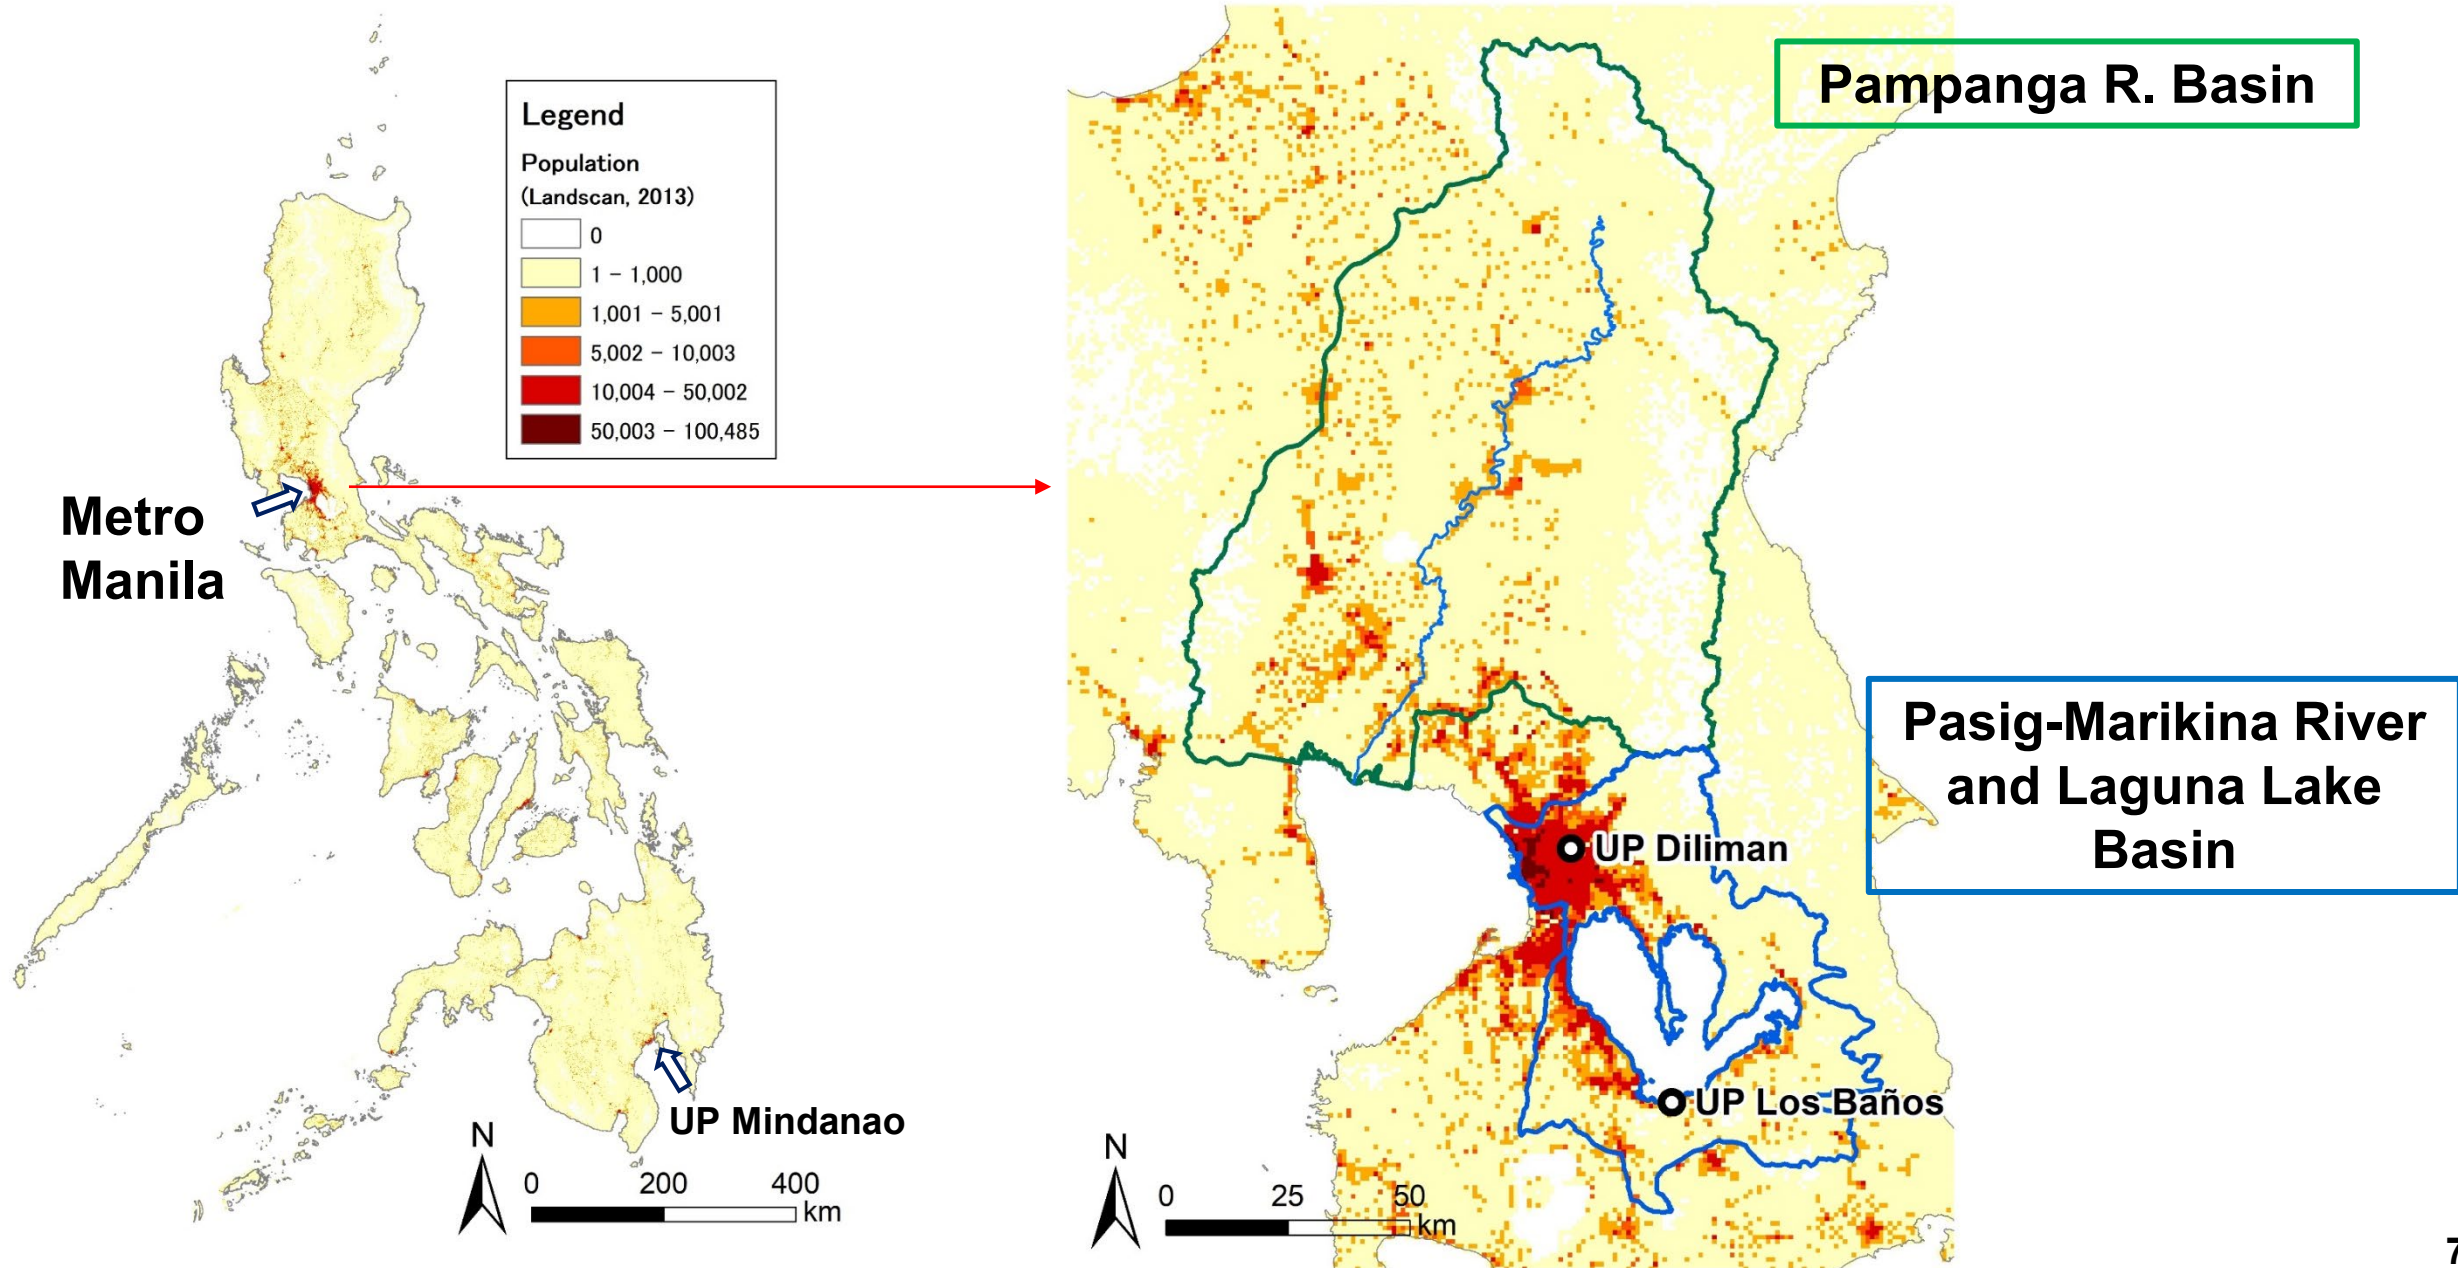 Legend
Population
(Landscan, 2013)
0
1 - 1,000
1,001 - 5,001
5,002 - 10,003
10,004 - 50,002
50,003 - 100,485
Metro
Manila
UP Mindanao
N
0 200 400
km
Pampanga R. Basin
Pasig-Marikina River
and Laguna Lake
Basin
UP Diliman
UP Los Baños
N
0 25 50
km
7